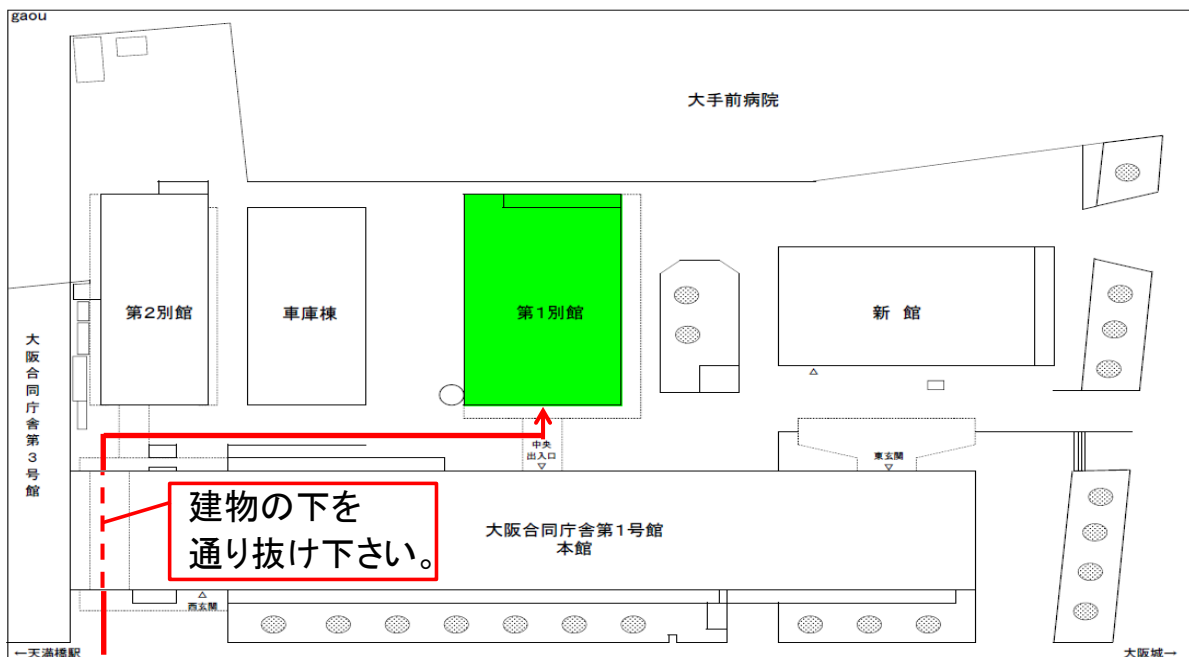 gaou
大手前病院
第2別館
車庫棟
第1別館
新 館
大阪合同庁舎第3号館
中央
出入口
▽
東玄関
▽
建物の下を
通り抜け下さい。
大阪合同庁舎第1号館
本館
△
西玄関
←天満橋駅
大阪城→